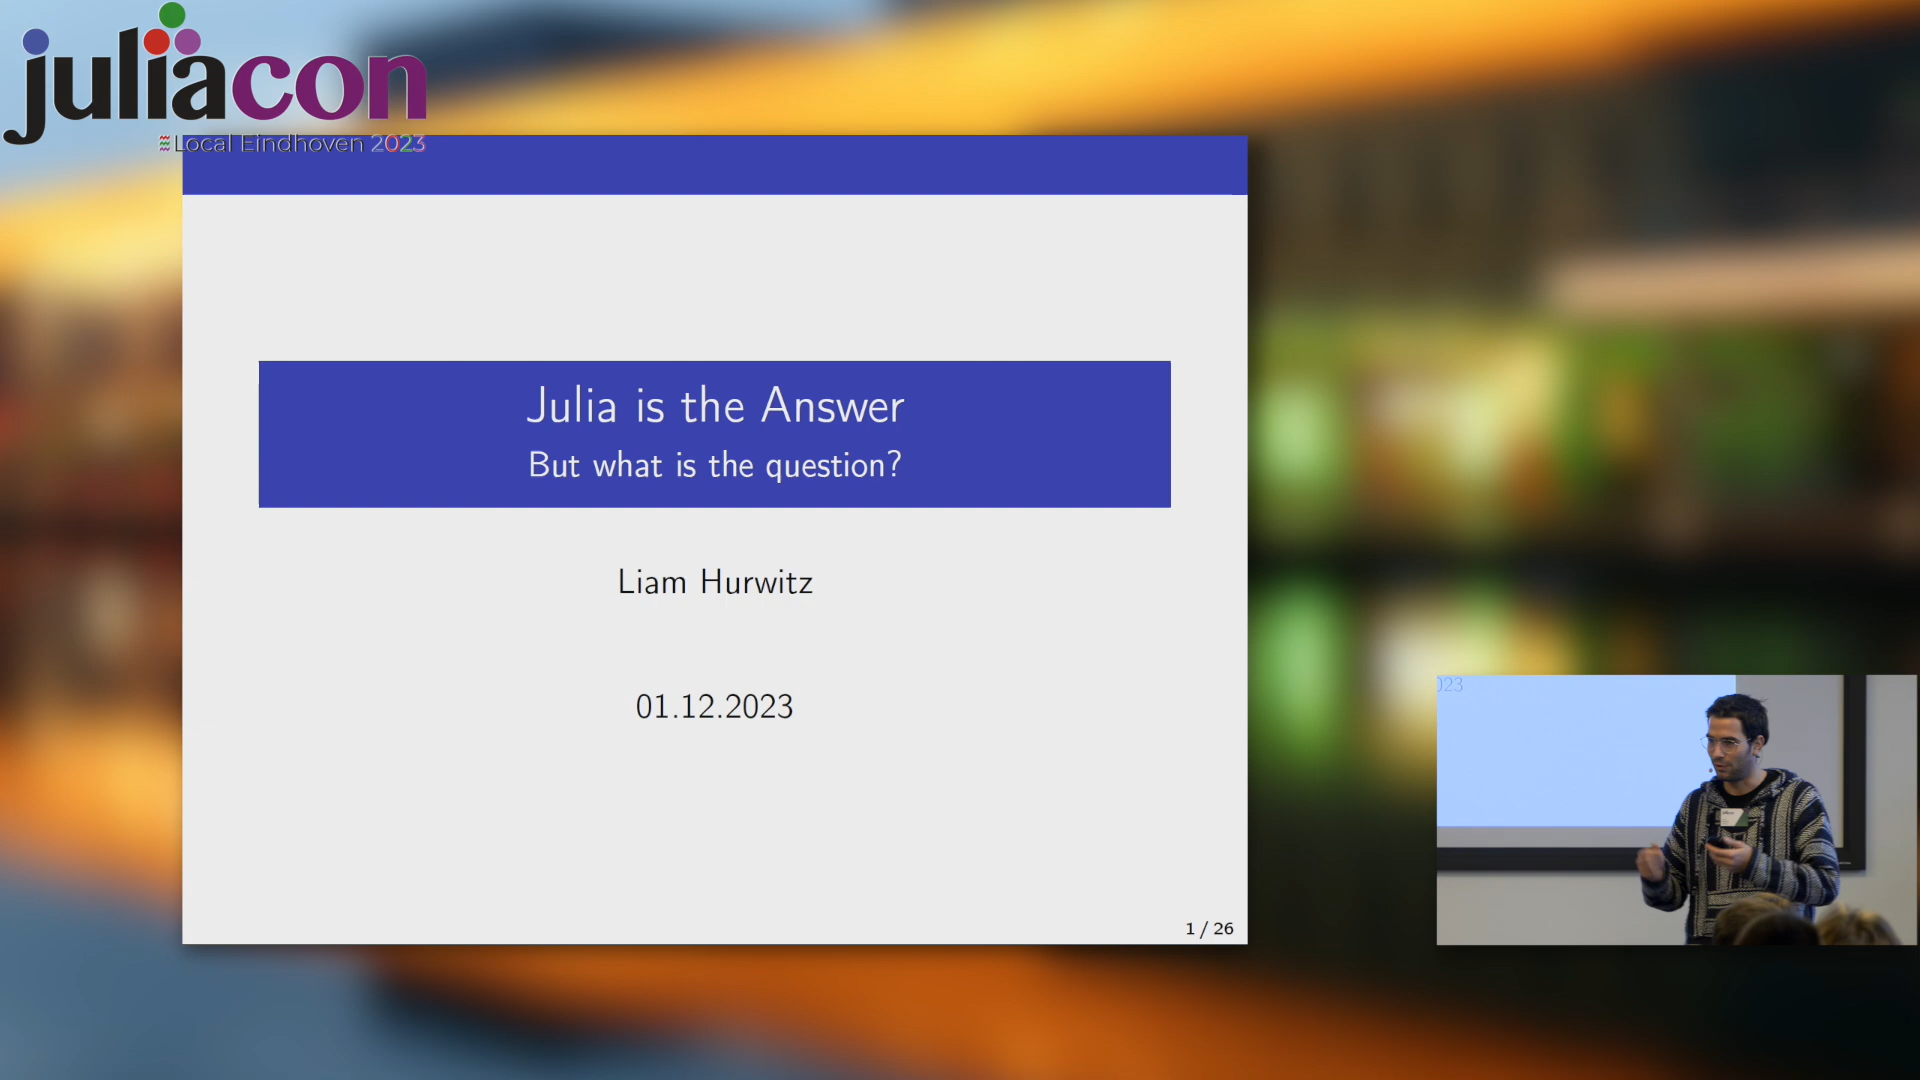 juliacon
Local Eindhoven 2023
Julia is the Answer
But what is the question?
Liam Hurwitz
01.12.2023
1 / 26
023